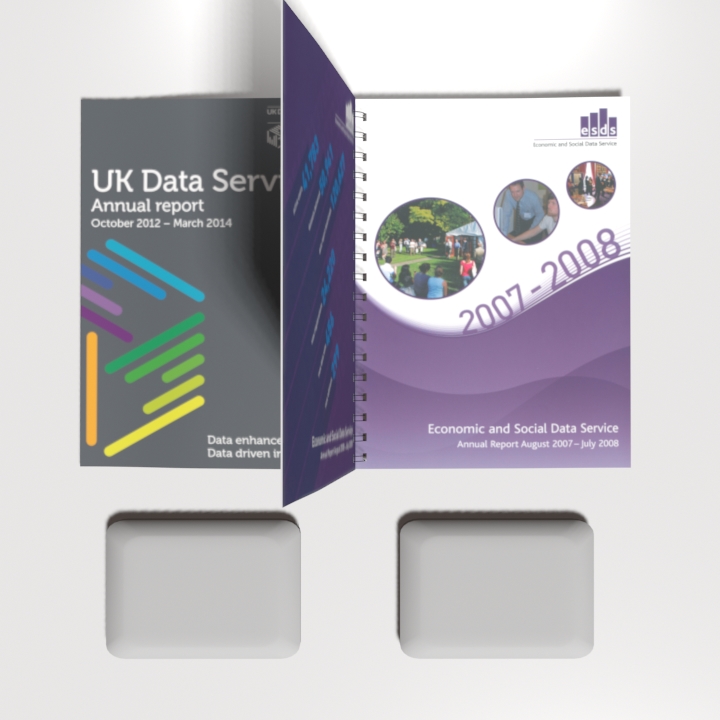 UK Data Serv
Annual report
October 2012 – March 2014
Data enhance
Data driven in
esds
Economic and Social Data Service
2007-2008
Economic and Social Data Service
Annual Report August 2007– July 2008